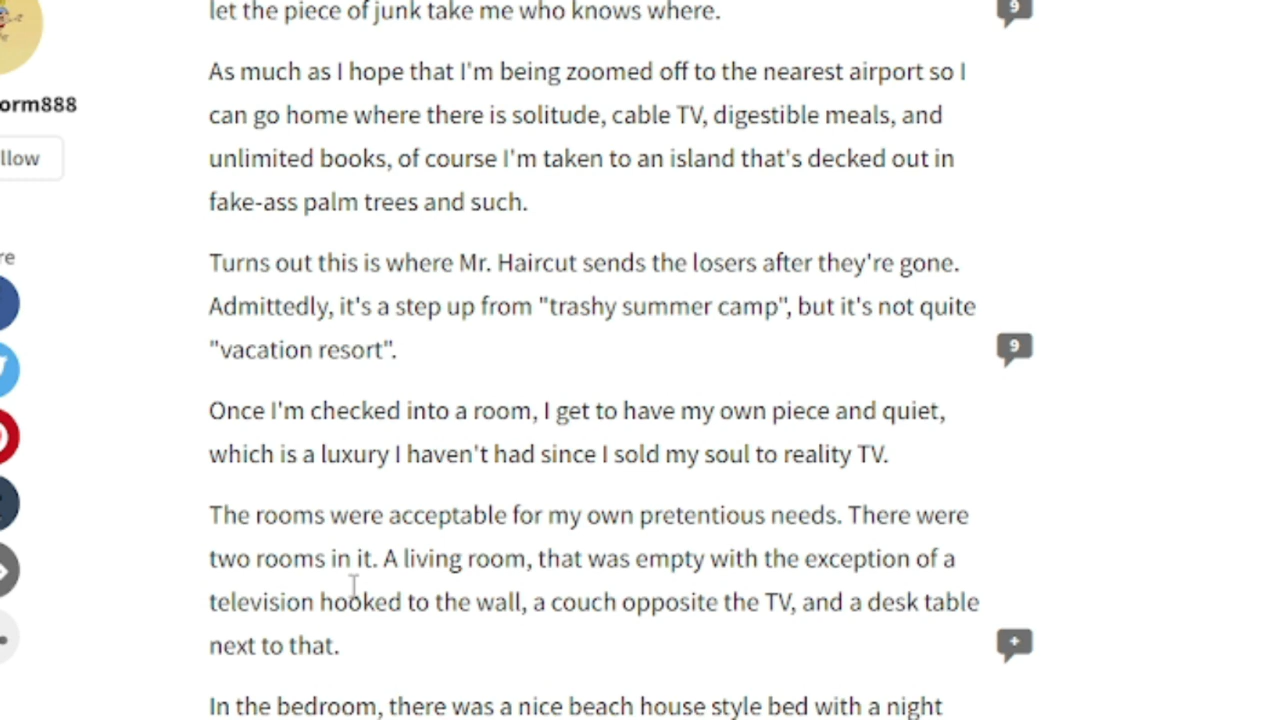 let the piece of junk take me who knows where.
9
As much as I hope that I'm being zoomed off to the nearest airport so I
orm888
can go home where there is solitude, cable TV, digestible meals, and
llow
unlimited books, of course I'm taken to an island that's decked out in
fake-ass palm trees and such.
re
Turns out this is where Mr. Haircut sends the losers after they're gone.
Admittedly, it's a step up from "trashy summer camp", but it's not quite
"vacation resort".
9
Once I'm checked into a room, I get to have my own piece and quiet,
which is a luxury I haven't had since I sold my soul to reality TV.
The rooms were acceptable for my own pretentious needs. There were
two rooms in it. A living room, that was empty with the exception of a
television hooked to the wall, a couch opposite the TV, and a desk table
next to that.
+
In the bedroom, there was a nice beach house style bed with a night